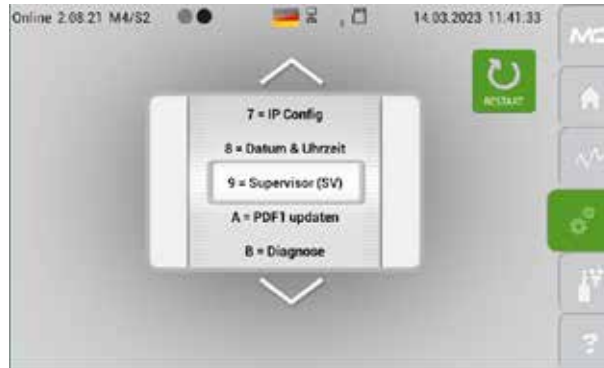 Online 2.08.21 M4/S2 14.03.2023 11.41.33
RESTART
7 = IP Config
8 = Datum & Uhrzeit
9 = Supervisor (SV)
A = PDF1 updaten
B = Diagnose
?